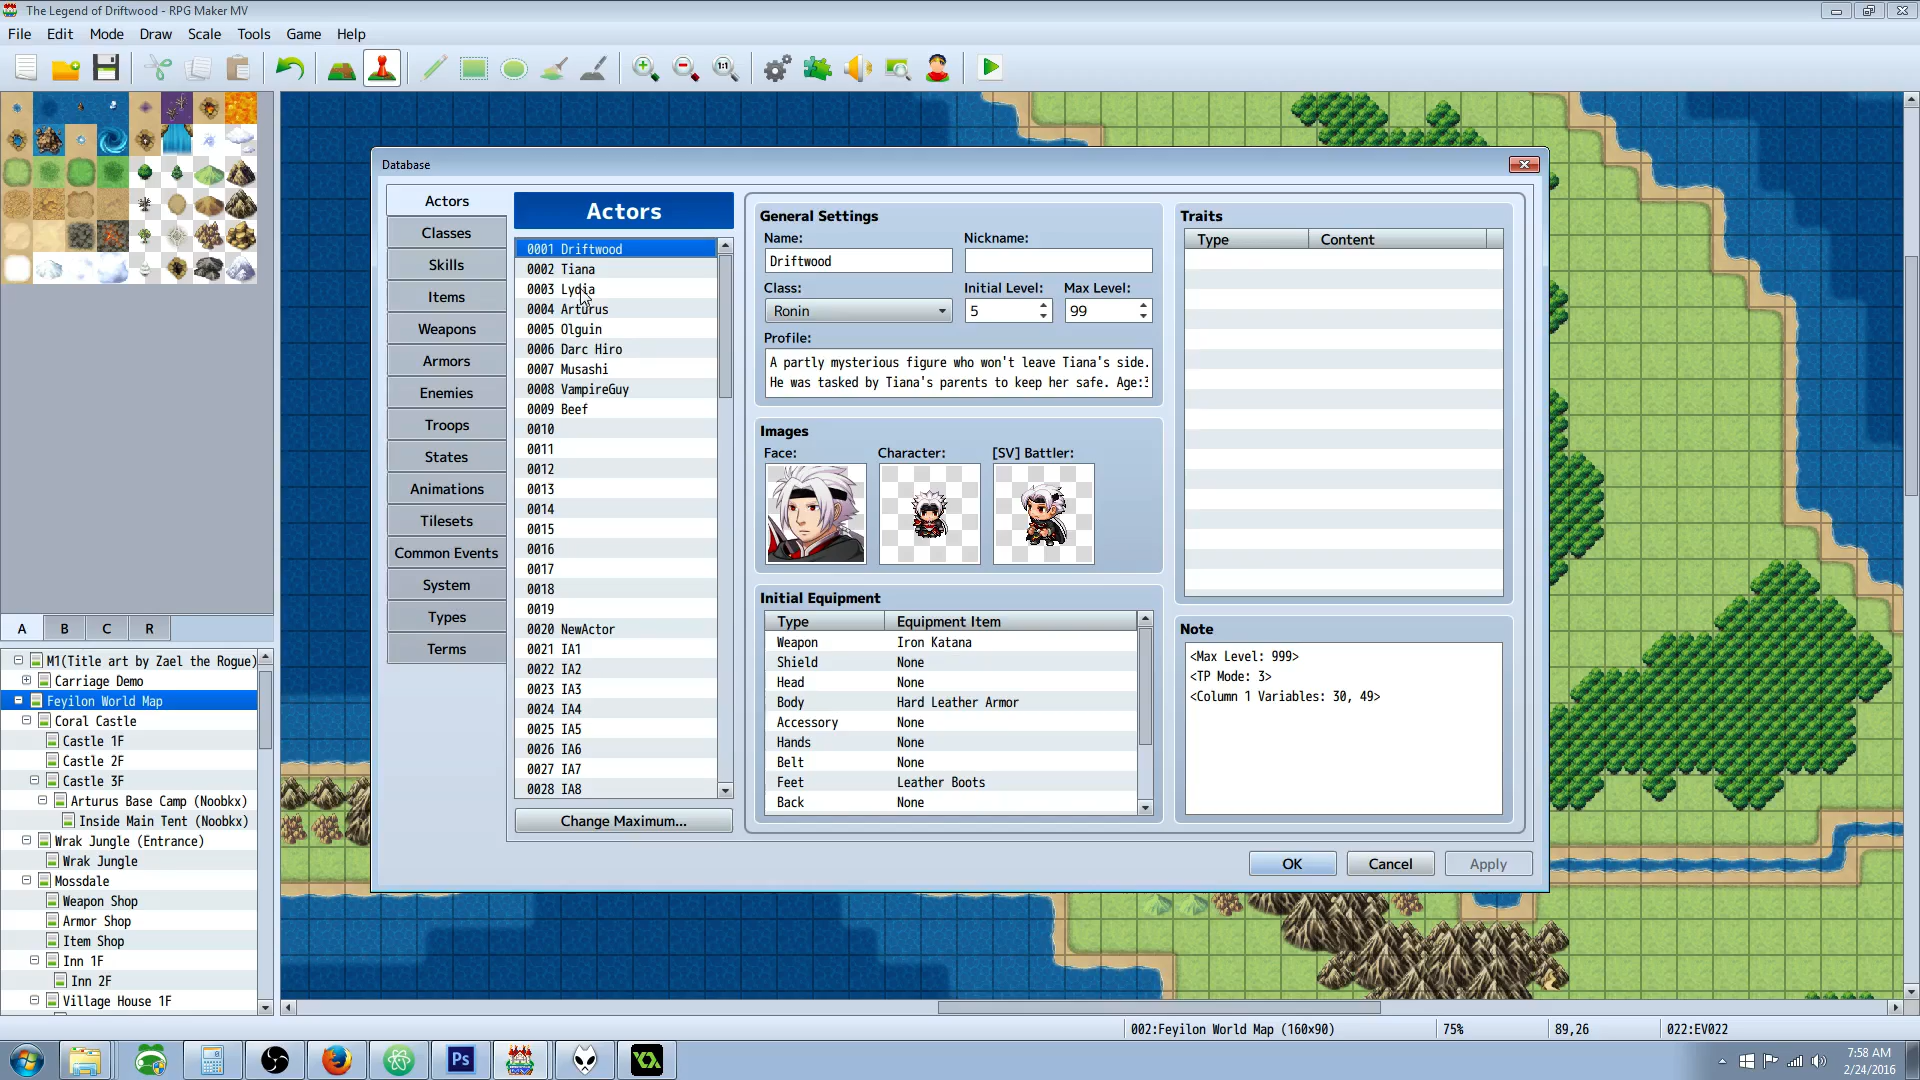 The Legend of Driftwood - RPG Maker MV
File Edit Mode Draw Scale Tools Game Help
1:1
Database
Actors
Classes
Skills
Items
Weapons
Armors
Enemies
Troops
States
Animations
Tilesets
Common Events
System
Types
Terms
Actors
0001 Driftwood
0002 Tiana
0003 Lydia
0004 Arturus
0005 Olguin
0006 Darc Hiro
0007 Musashi
0008 VampireGuy
0009 Beef
0010
0011
0012
0013
0014
0015
0016
0017
0018
0019
0020 NewActor
0021 IA1
0022 IA2
0023 IA3
0024 IA4
0025 IA5
0026 IA6
0027 IA7
0028 IA8
Change Maximum...
General Settings
Name: Nickname:
Driftwood
Class: Initial Level: Max Level:
Ronin 5 99
Profile:
A partly mysterious figure who won't leave Tiana's side.
He was tasked by Tiana's parents to keep her safe. Age:3
Images
Face: Character: [SV] Battler:
Initial Equipment
Type Equipment Item
Weapon Iron Katana
Shield None
Head None
Body Hard Leather Armor
Accessory None
Hands None
Belt None
Feet Leather Boots
Back None
Traits
Type Content
Note
<Max Level: 999>
<TP Mode: 3>
<Column 1 Variables: 30, 49>
OK Cancel Apply
A B C R
M1(Title art by Zael the Rogue)
Carriage Demo
Feyilon World Map
Coral Castle
Castle 1F
Castle 2F
Castle 3F
Arturus Base Camp (Noobkx)
Inside Main Tent (Noobkx)
Wrak Jungle (Entrance)
Wrak Jungle
Mossdale
Weapon Shop
Armor Shop
Item Shop
Inn 1F
Inn 2F
Village House 1F
002:Feyilon World Map (160×90) 75% 89,26 022:EV022
Ps
7:58 AM
2/24/2016